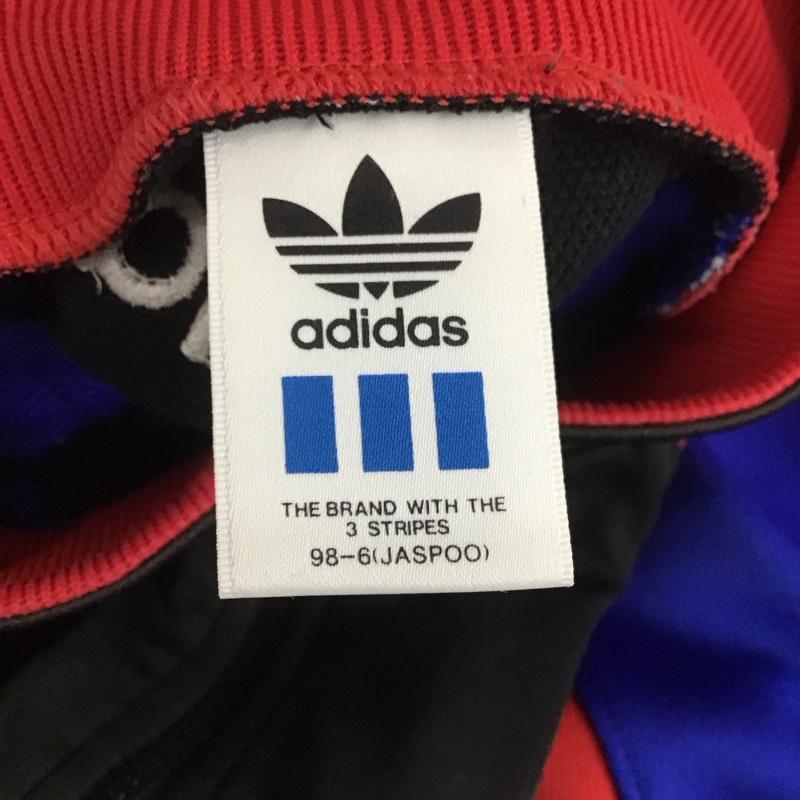 adidas
THE BRAND WITH THE
3 STRIPES
98-6(JASPOO)